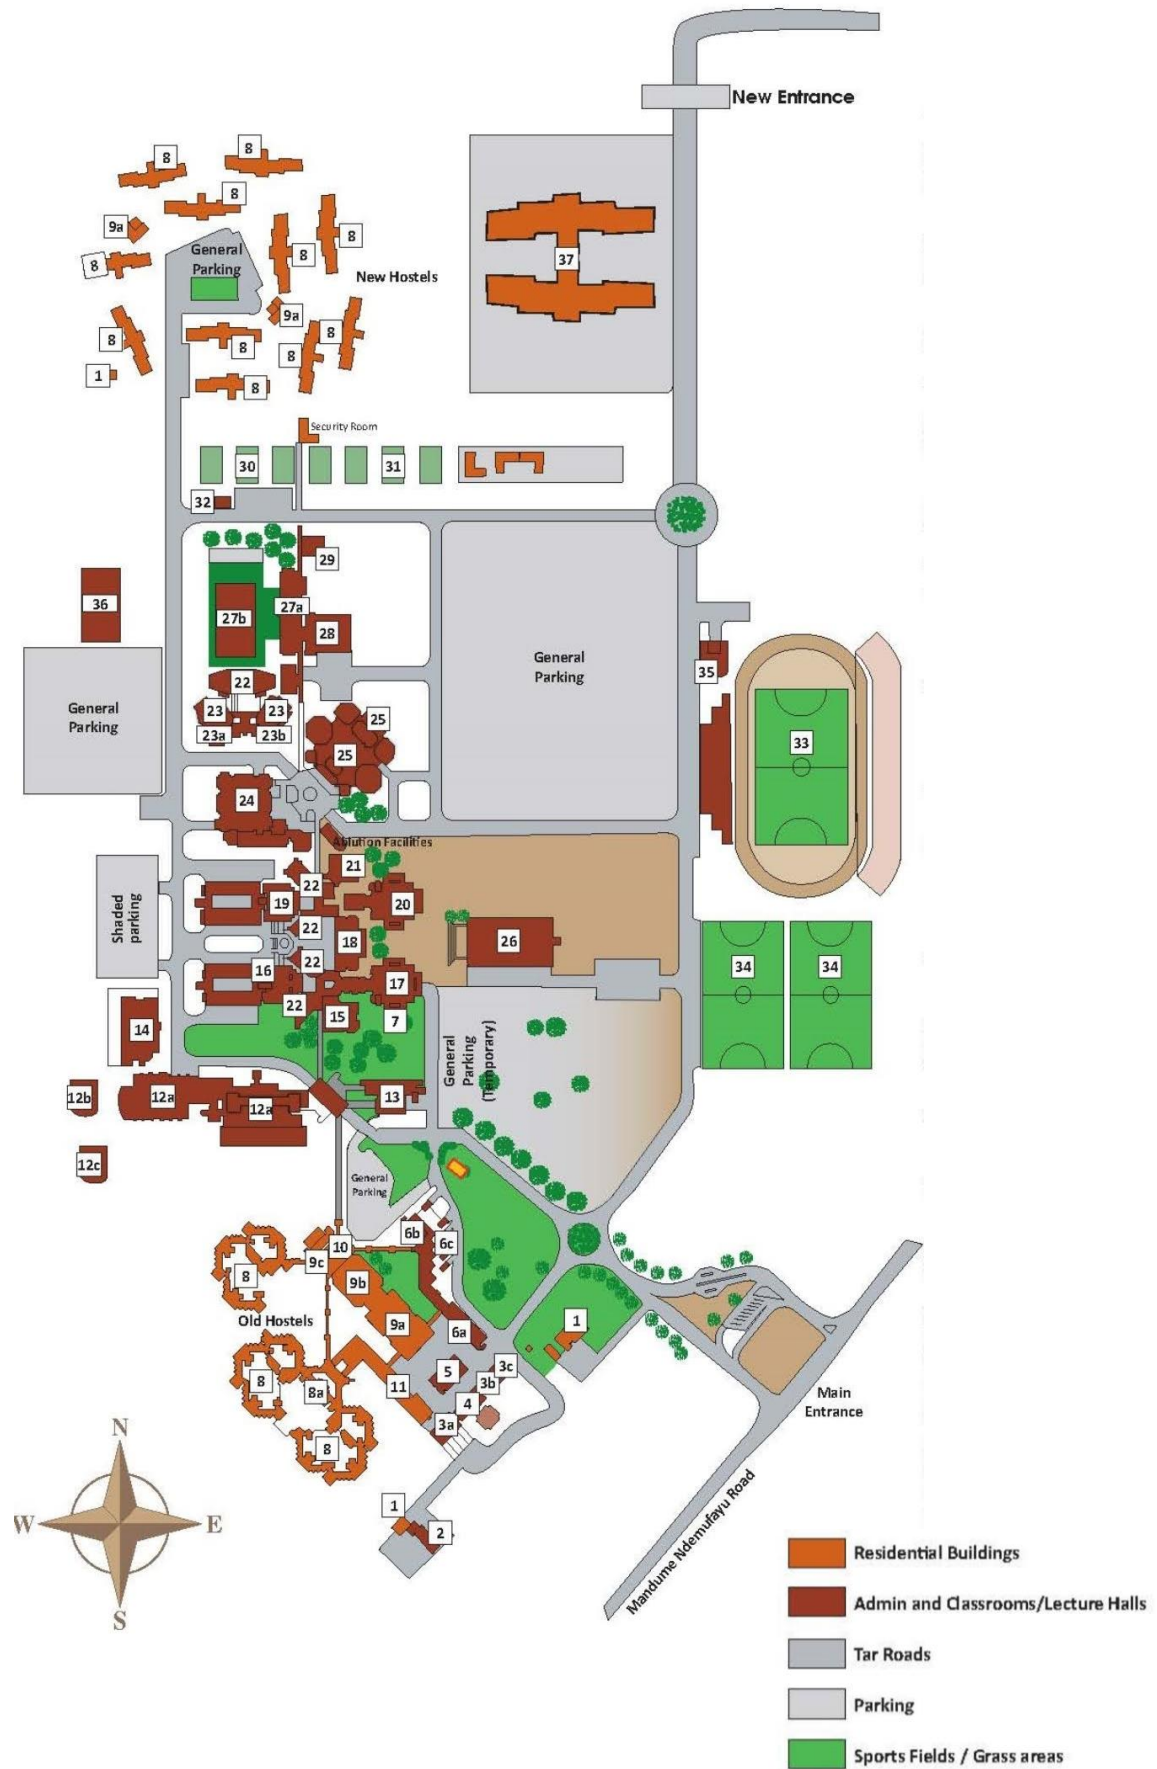 New Entrance
8
8
8
9a
8
General
Parking
8
8
New Hostels
37
9a
8
8
8
8
1
8
Security Room
30
31
32
29
36
27a
27b
28
General
Parking
35
22
23
23
23a
23b
25
25
General
Parking
33
24
Ablution Facilities
21
22
19
20
Shaded
parking
22
18
26
22
16
17
34
34
22
15
7
14
General
Parking
(Temporary)
12b
12a
12a
13
12c
General
Parking
6b
6c
10
9c
8
9b
Old Hostels
9a
6a
1
5
3c
3b
8
8a
11
4
3a
8
Main
Entrance
N
W
E
S
1
2
Mandume Ndemufayu Road
Residential Buildings
Admin and Classrooms/Lecture Halls
Tar Roads
Parking
Sports Fields / Grass areas